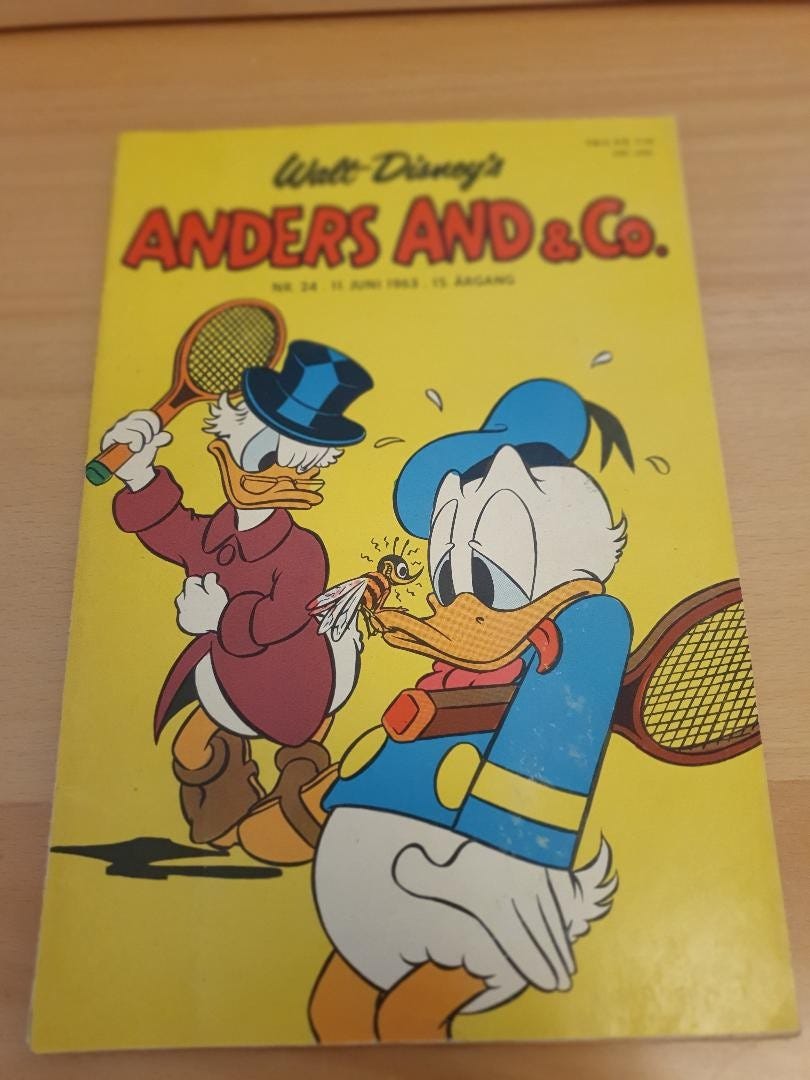 Walt Disney's
ANDERS AND & Co.
NR. 24 . 11 JUNI 1963 . 15. ÅRGANG